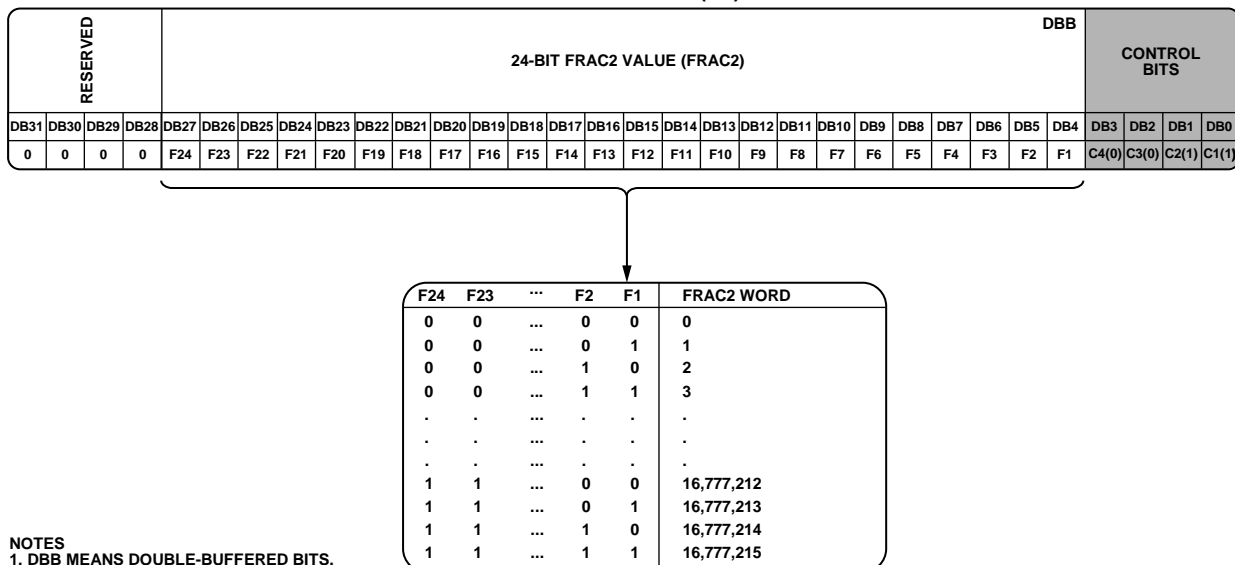 RESERVED
24-BIT FRAC2 VALUE (FRAC2)
DBB
CONTROL
BITS
DB31 DB30 DB29 DB28 DB27 DB26 DB25 DB24 DB23 DB22 DB21 DB20 DB19 DB18 DB17 DB16 DB15 DB14 DB13 DB12 DB11 DB10 DB9 DB8 DB7 DB6 DB5 DB4 DB3 DB2 DB1 DB0
0 0 0 0 F24 F23 F22 F21 F20 F19 F18 F17 F16 F15 F14 F13 F12 F11 F10 F9 F8 F7 F6 F5 F4 F3 F2 F1 C4(0) C3(0) C2(1) C1(1)
F24 F23 ... F2 F1 FRAC2 WORD
0 0 ... 0 0 0
0 0 ... 0 1 1
0 0 ... 1 0 2
0 0 ... 1 1 3
. . ... . . .
. . ... . . .
. . ... . . .
1 1 ... 0 0 16,777,212
1 1 ... 0 1 16,777,213
1 1 ... 1 0 16,777,214
1 1 ... 1 1 16,777,215
NOTES
1. DBB MEANS DOUBLE-BUFFERED BITS.